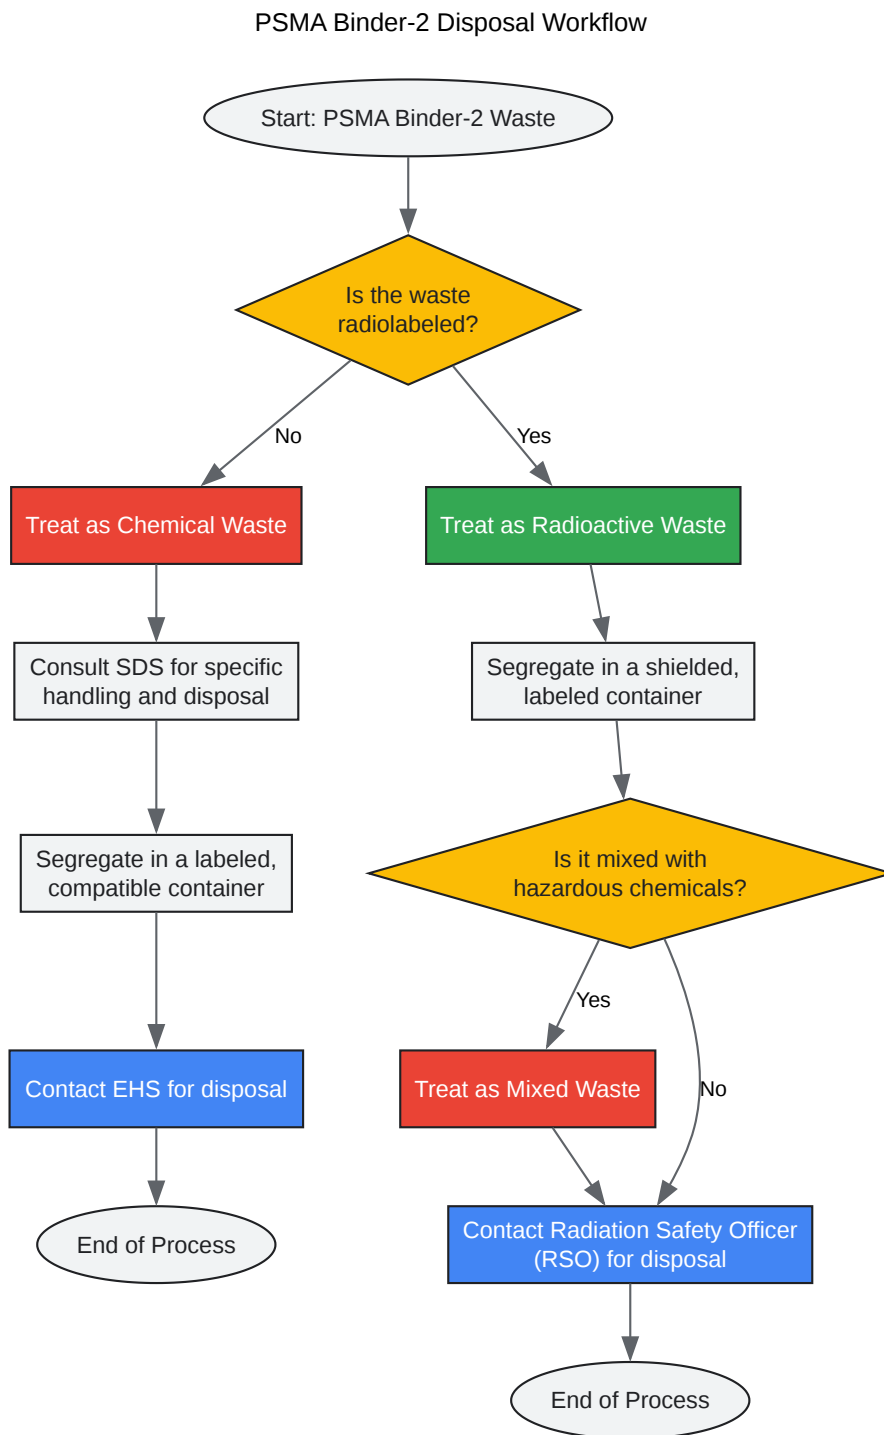 PSMA Binder-2 Disposal Workflow
Start: PSMA Binder-2 Waste
Is the waste
radiolabeled?
No
Yes
Treat as Chemical Waste
Treat as Radioactive Waste
Consult SDS for specific
handling and disposal
Segregate in a shielded,
labeled container
Segregate in a labeled,
compatible container
Is it mixed with
hazardous chemicals?
Yes
No
Contact EHS for disposal
Treat as Mixed Waste
End of Process
Contact Radiation Safety Officer
(RSO) for disposal
End of Process